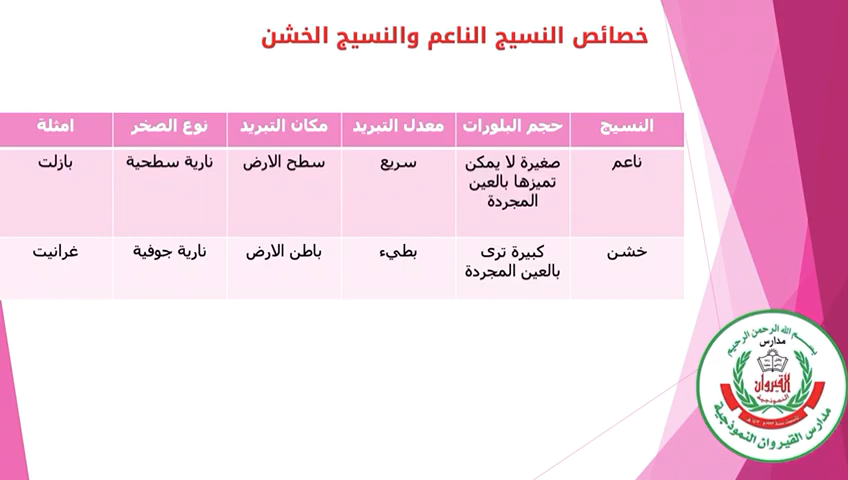 خصائص النسيج الناعم والنسيج الخشن
النسيج حجم البلورات معدل التبريد مكان التبريد نوع الصخر امثلة
ناعم صغيرة لا يمكن سريع سطح الارض نارية سطحية بازلت
تميزها بالعين
المجردة
خشن كبيرة ترى بطيء باطن الارض نارية جوفية غرانيت
بالعين المجردة
بسم الله الرحمن الرحيم
مدارس
القيروان
النموذجية
مدارس القيروان النموذجية